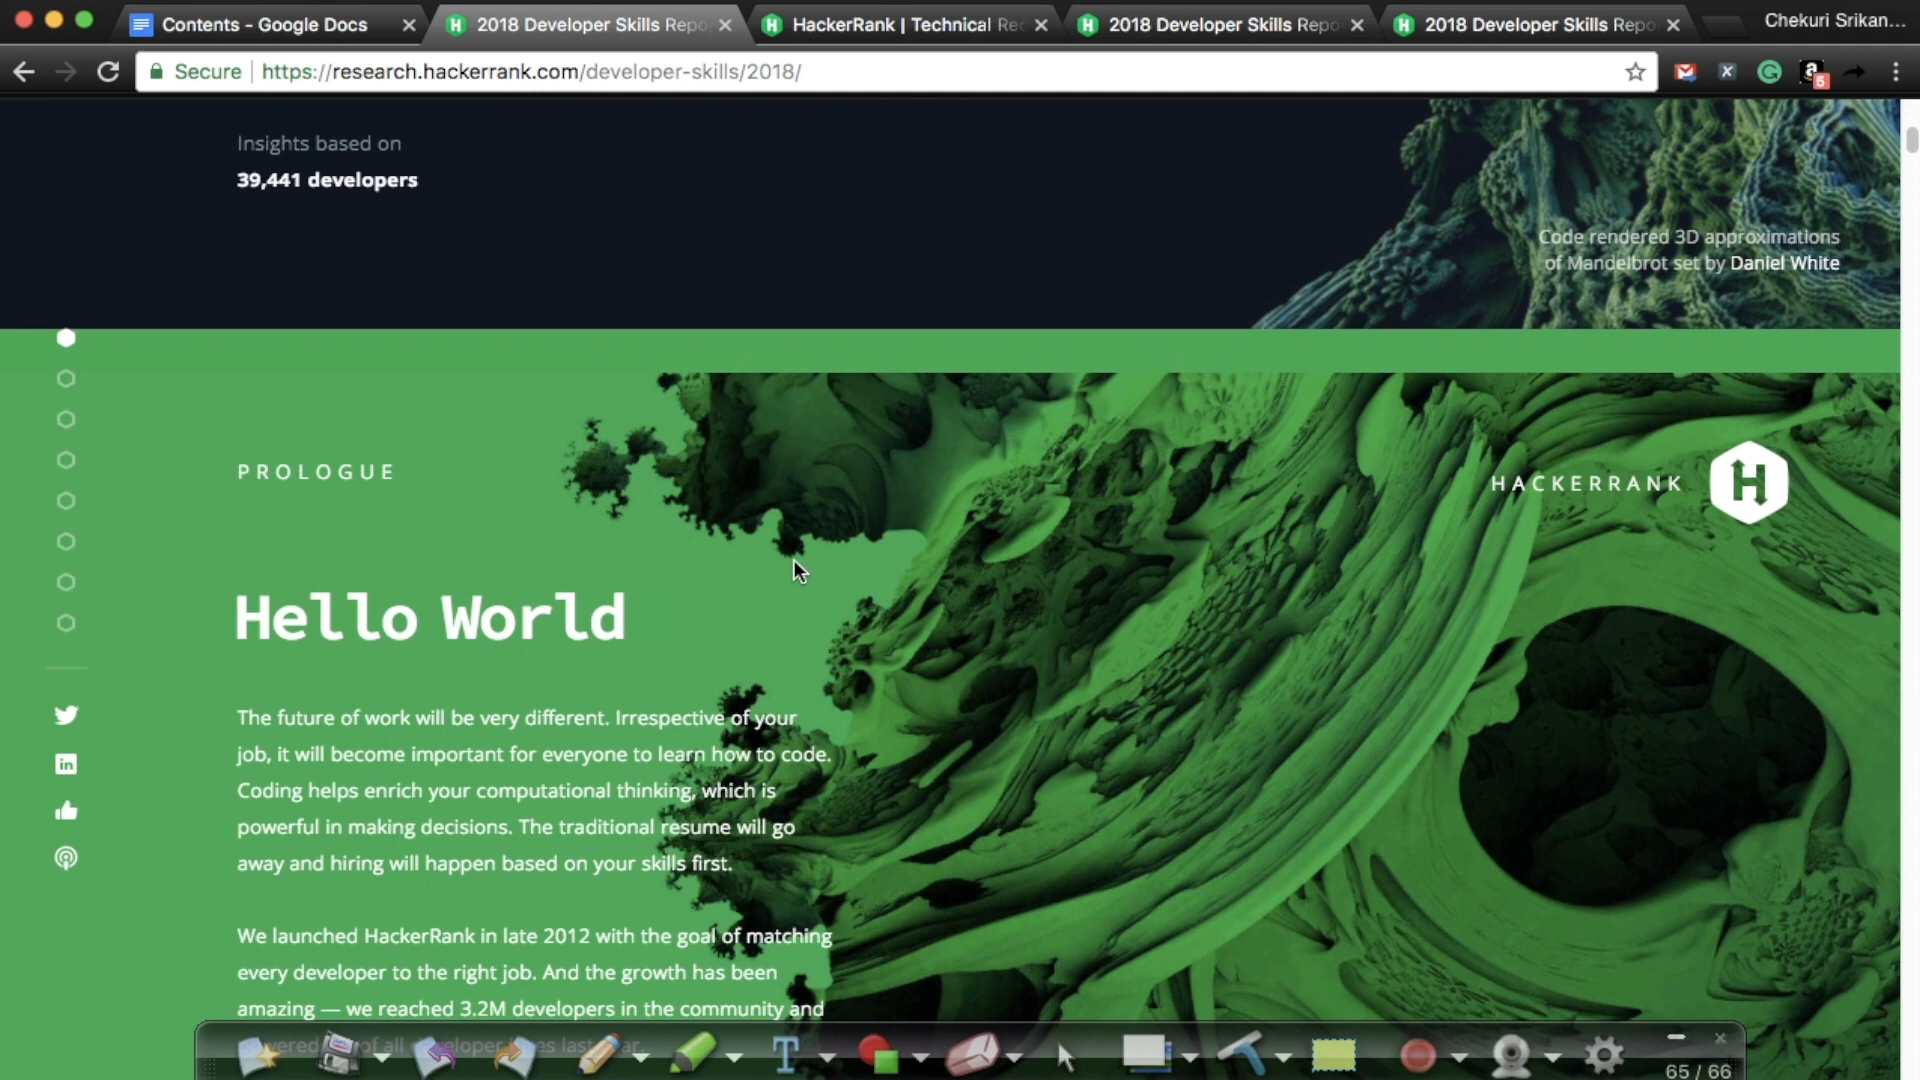 Contents - Google Docs
2018 Developer Skills Repo
HackerRank | Technical Rec
2018 Developer Skills Repo
2018 Developer Skills Repo
Chekuri Srikan...
Secure
https://research.hackerrank.com/developer-skills/2018/
5
Insights based on
39,441 developers
Code rendered 3D approximations
of Mandelbrot set by Daniel White
PROLOGUE
HACKERRANK
Hello World
The future of work will be very different. Irrespective of your
job, it will become important for everyone to learn how to code.
Coding helps enrich your computational thinking, which is
powerful in making decisions. The traditional resume will go
away and hiring will happen based on your skills first.
We launched HackerRank in late 2012 with the goal of matching
every developer to the right job. And the growth has been
amazing — we reached 3.2M developers in the community and
of all developer
65 / 66